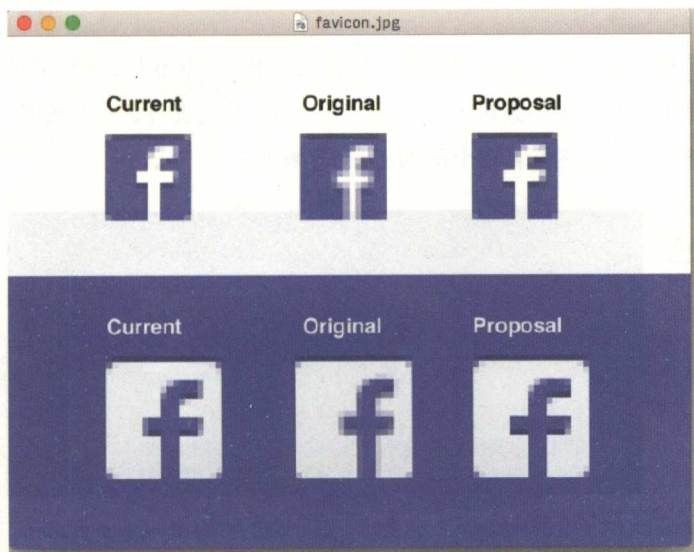 favicon.jpg
Current Original Proposal
f f f
Current Original Proposal
f f f